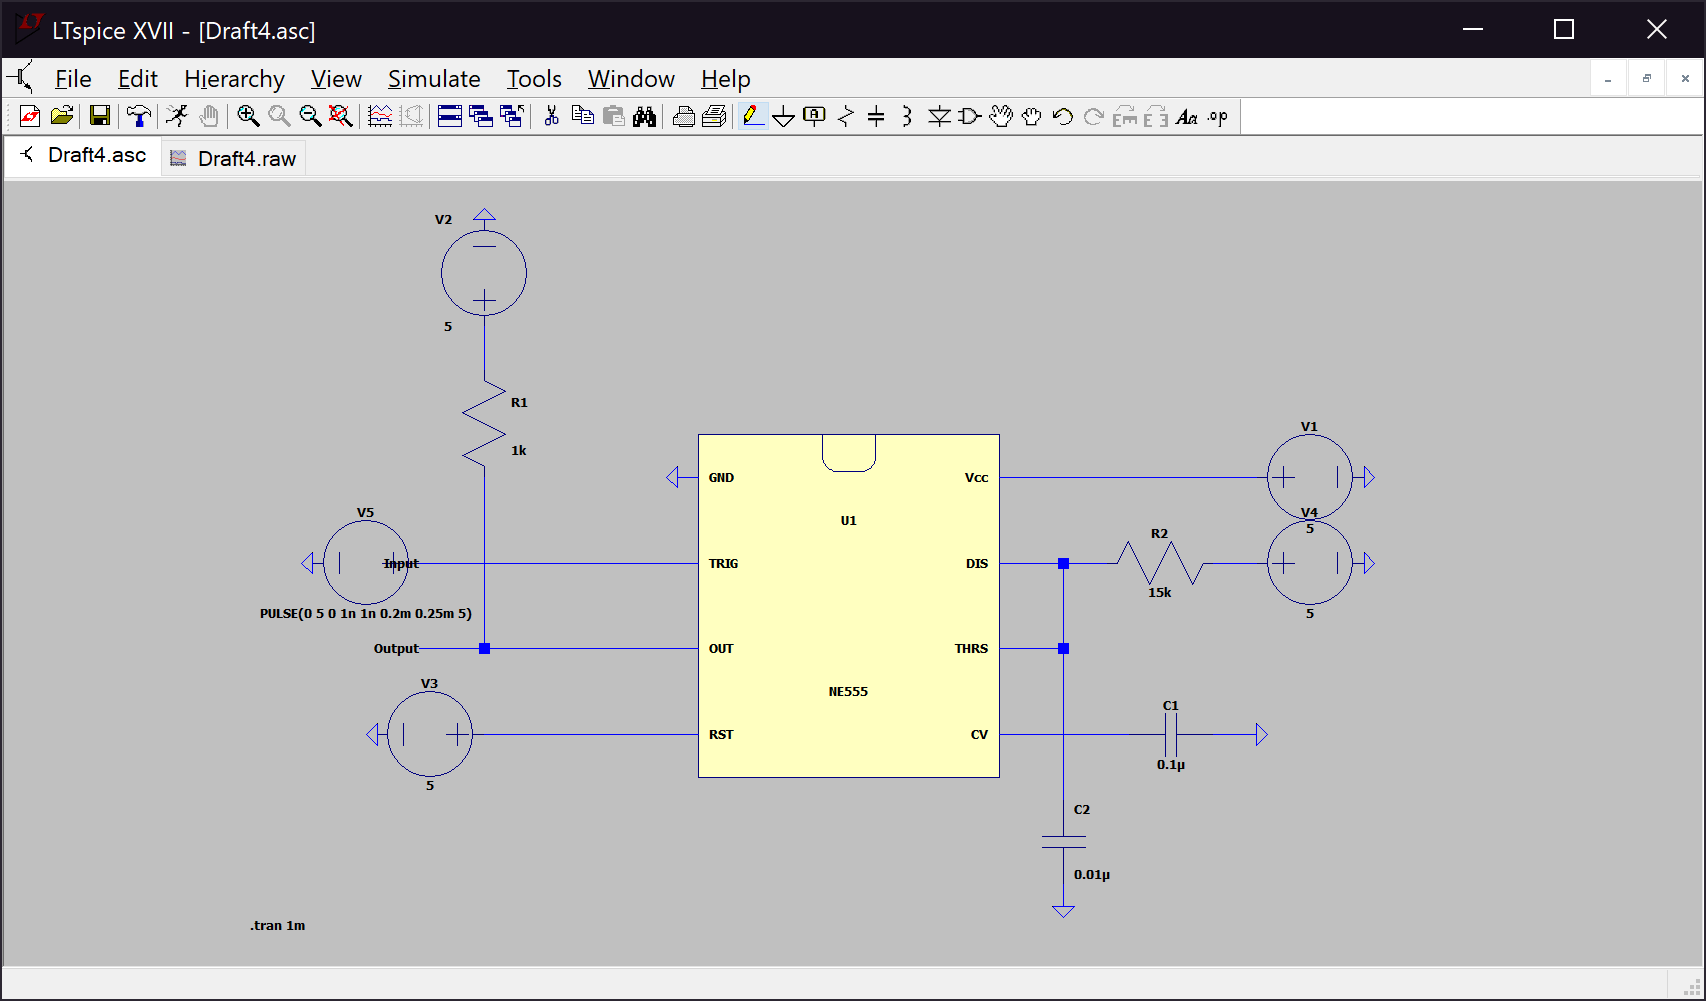 LTspice XVII - [Draft4.asc]
File Edit Hierarchy View Simulate Tools Window Help
Draft4.asc Draft4.raw
V2
5
R1
1k
V1
5
GND
Vcc
U1
V5
Input
PULSE(0 5 0 1n 1n 0.2m 0.25m 5)
TRIG
DIS
R2
15k
V4
5
Output
OUT
THRS
NE555
V3
5
RST
CV
C1
0.1µ
C2
0.01µ
.tran 1m